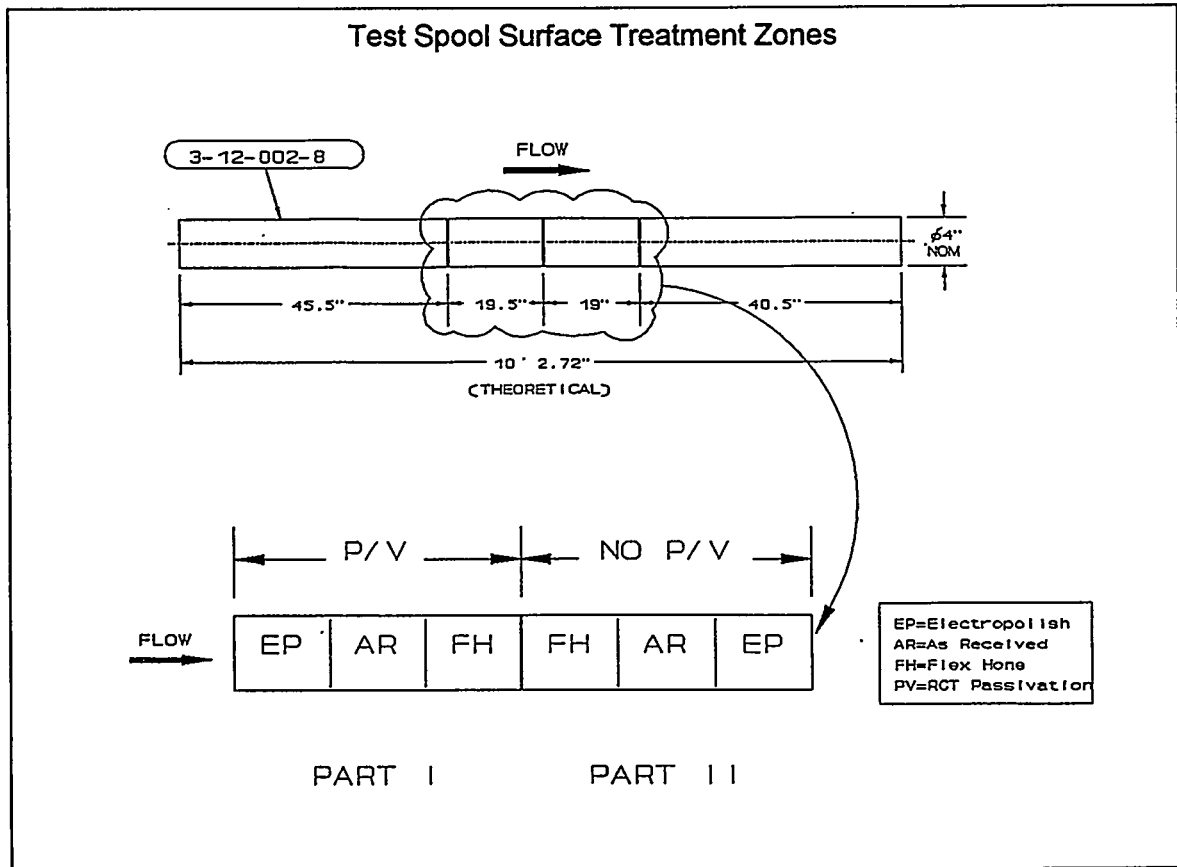 Test Spool Surface Treatment Zones
3-12-002-8
FLOW
ø4"
NOM
45.5" 19.5" 19" 40.5"
10' 2.72"
(THEORETICAL)
P/V NO P/V
FLOW
EP AR FH FH AR EP
EP=Electropolish
AR=As Received
FH=Flex Hone
PV=RCT Passivation
PART I PART II